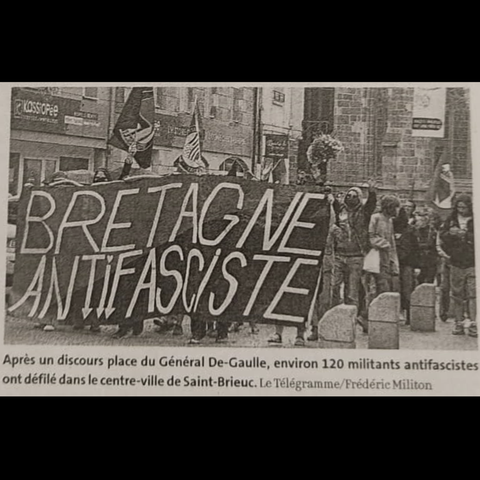 KASSIOPÉE
BRETAGNE
ANTIFASCISTE
Après un discours place du Général De-Gaulle, environ 120 militants antifascistes
ont défilé dans le centre-ville de Saint-Brieuc. Le Télégramme/Frédéric Militon